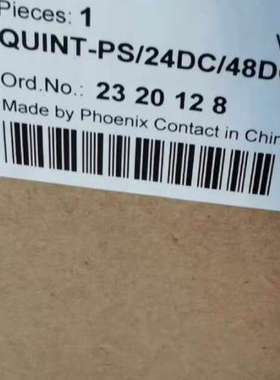 Pieces: 1
QUINT-PS/24DC/48D
Ord.No.: 23 20 12 8
Made by Phoenix Contact in Chin